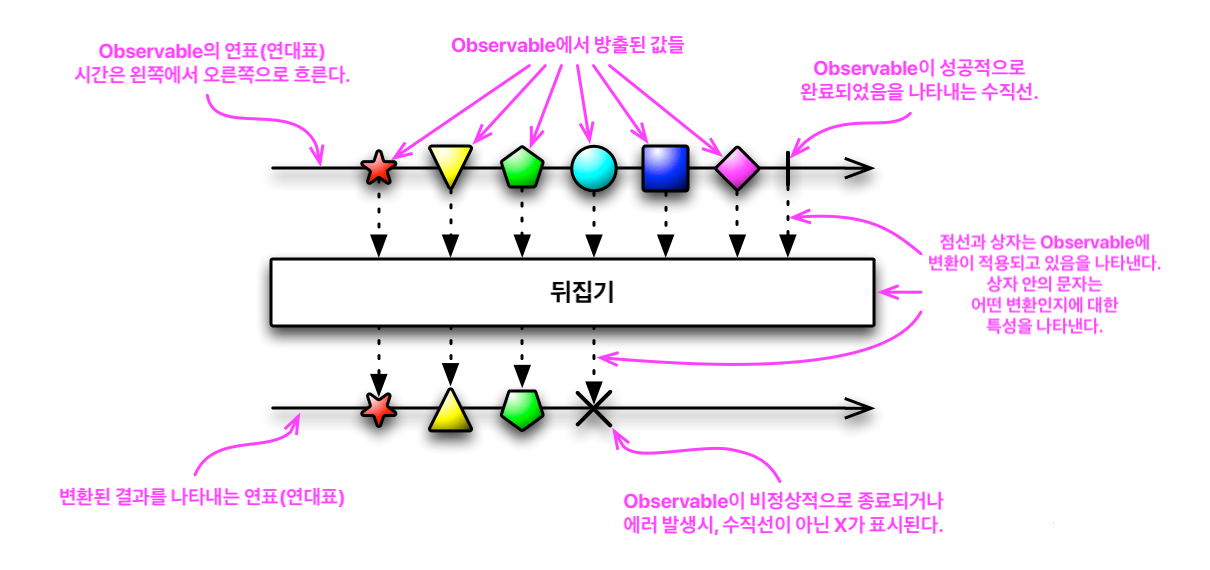 Observable의 연표(연대표)
시간은 왼쪽에서 오른쪽으로 흐른다.
Observable에서 방출된 값들
Observable이 성공적으로
완료되었음을 나타내는 수직선.
점선과 상자는 Observable에
변환이 적용되고 있음을 나타낸다.
상자 안의 문자는
어떤 변환인지에 대한
특성을 나타낸다.
뒤집기
변환된 결과를 나타내는 연표(연대표)
Observable이 비정상적으로 종료되거나
에러 발생시, 수직선이 아닌 X가 표시된다.